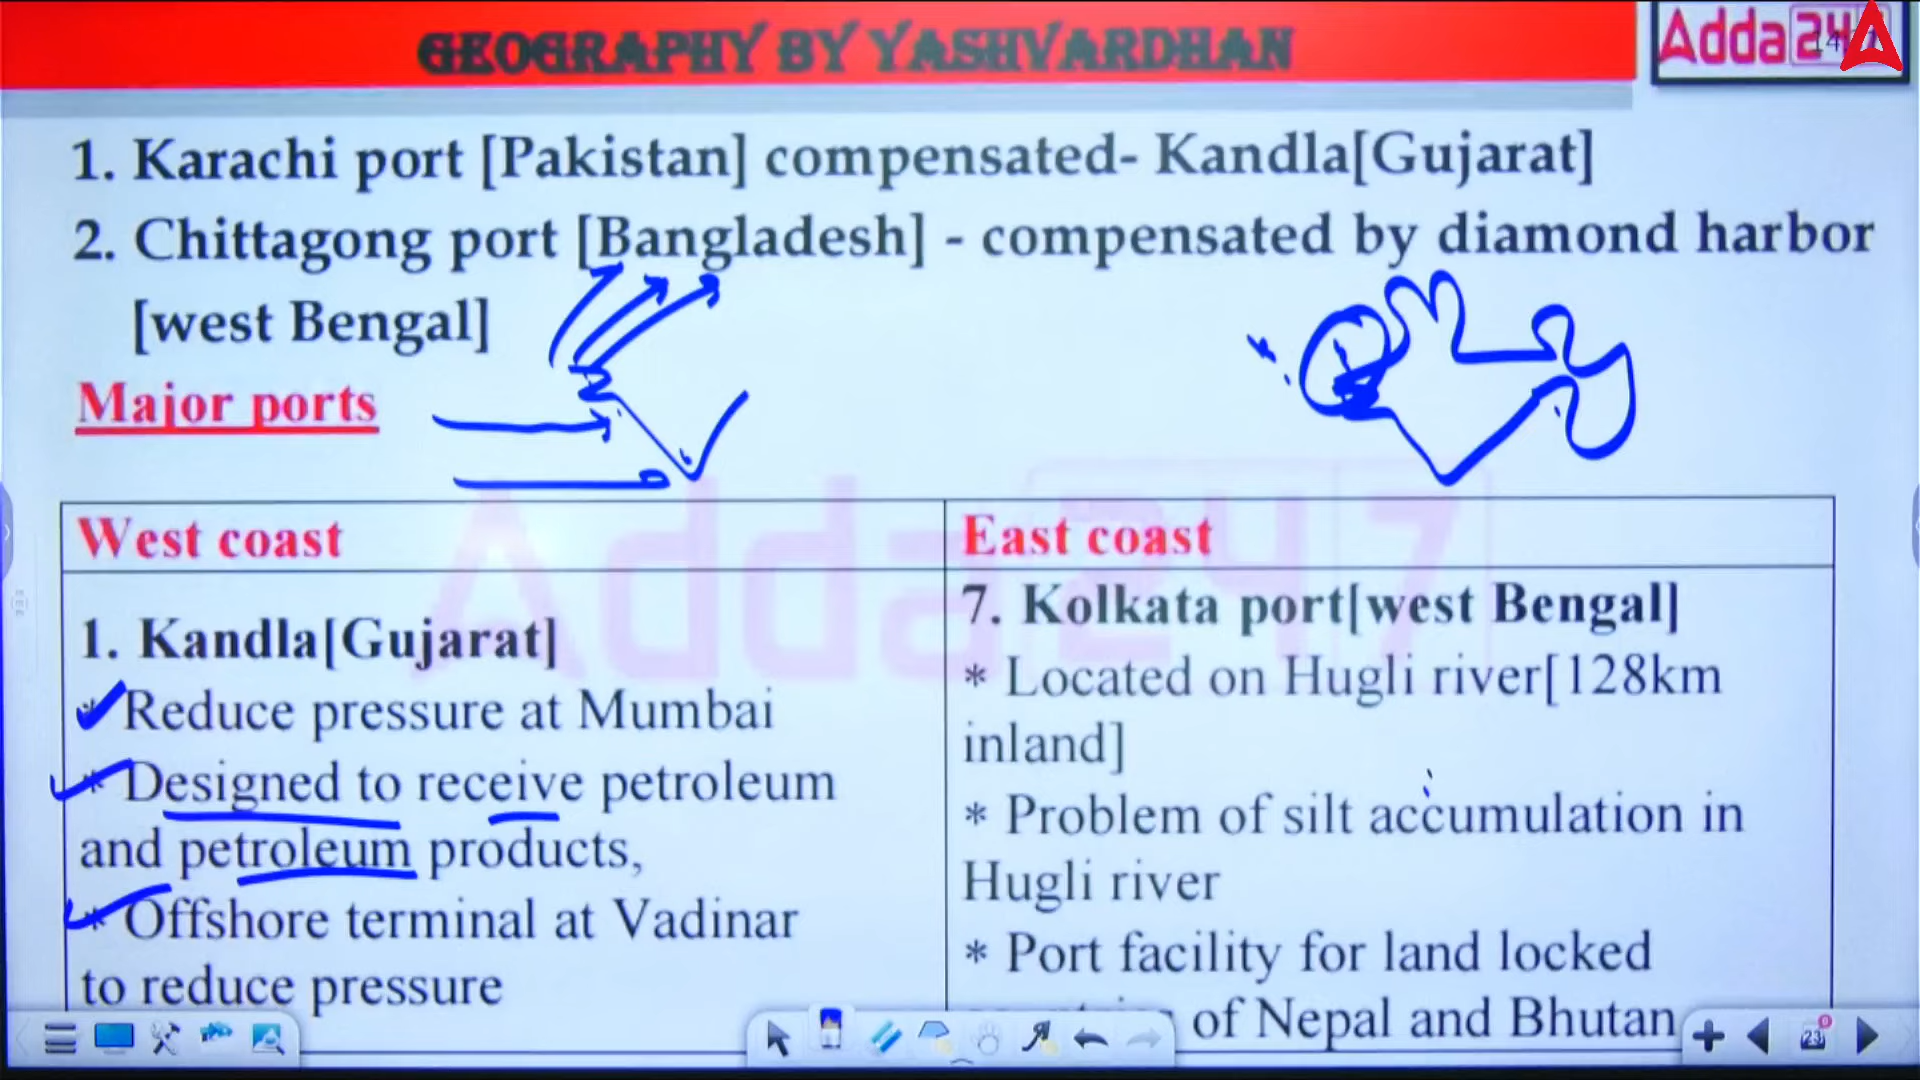 GEOGRAPHY BY YASHVARDHAN
Adda247
1. Karachi port [Pakistan] compensated- Kandla[Gujarat]
2. Chittagong port [Bangladesh] - compensated by diamond harbor
[west Bengal]
Major ports
West coast
1. Kandla[Gujarat]
* Reduce pressure at Mumbai
* Designed to receive petroleum
and petroleum products,
* Offshore terminal at Vadinar
to reduce pressure
East coast
7. Kolkata port[west Bengal]
* Located on Hugli river[128km
inland]
* Problem of silt accumulation in
Hugli river
* Port facility for land locked
of Nepal and Bhutan
Adda247
23